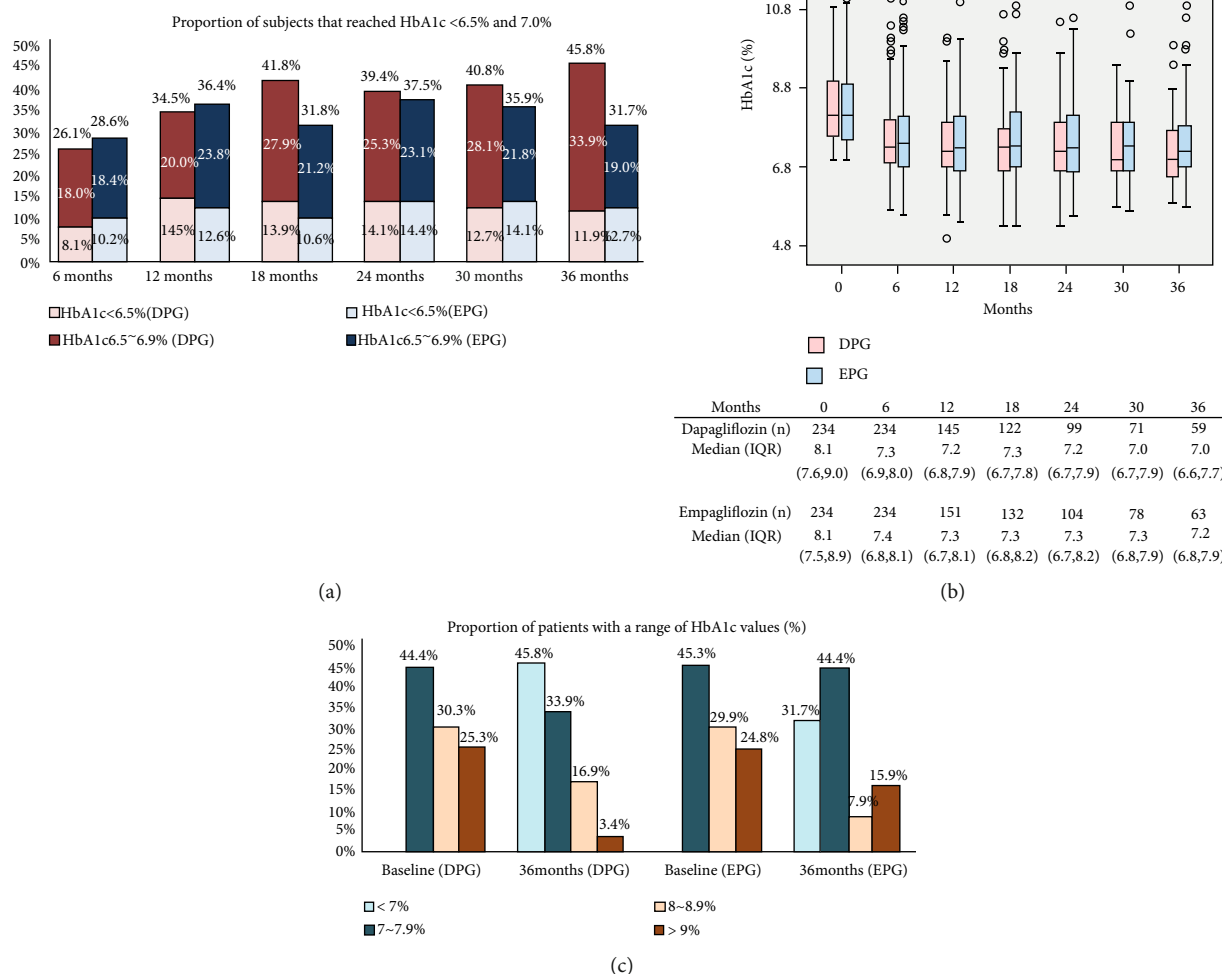 Proportion of subjects that reached HbA1c <6.5% and 7.0%
50%
45%
40%
35%
30%
25%
20%
15%
10%
5%
0%
26.1%
28.6%
34.5%
36.4%
41.8%
31.8%
39.4%
37.5%
40.8%
35.9%
45.8%
31.7%
18.0%
18.4%
20.0%
23.8%
27.9%
21.2%
25.3%
23.1%
28.1%
21.8%
33.9%
19.0%
8.1%
10.2%
145%
12.6%
13.9%
10.6%
14.1%
14.4%
12.7%
14.1%
11.9%
12.7%
6 months
12 months
18 months
24 months
30 months
36 months
HbA1c<6.5%(DPG)
HbA1c<6.5%(EPG)
HbA1c6.5~6.9% (DPG)
HbA1c6.5~6.9% (EPG)
(a)
HbA1c (%)
10.8
8.8
6.8
4.8
0 6 12 18 24 30 36
Months
DPG
EPG
Months 0 6 12 18 24 30 36
Dapagliflozin (n) 234 234 145 122 99 71 59
Median (IQR) 8.1 7.3 7.2 7.3 7.2 7.0 7.0
(7.6,9.0) (6.9,8.0) (6.8,7.9) (6.7,7.8) (6.7,7.9) (6.7,7.9) (6.6,7.7)
Empagliflozin (n) 234 234 151 132 104 78 63
Median (IQR) 8.1 7.4 7.3 7.3 7.3 7.3 7.2
(7.5,8.9) (6.8,8.1) (6.7,8.1) (6.8,8.2) (6.7,8.2) (6.8,7.9) (6.8,7.9)
(b)
Proportion of patients with a range of HbA1c values (%)
50%
45%
40%
35%
30%
25%
20%
15%
10%
5%
0%
44.4%
30.3%
25.3%
45.8%
33.9%
16.9%
3.4%
45.3%
29.9%
24.8%
31.7%
44.4%
7.9%
15.9%
Baseline (DPG)
36months (DPG)
Baseline (EPG)
36months (EPG)
< 7%
8~8.9%
7~7.9%
> 9%
(c)